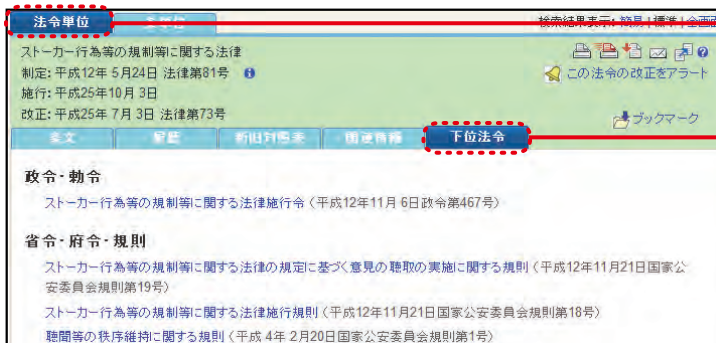 法令単位
検索結果表示: 簡易 | 標準 | 全画面
ストーカー行為等の規制等に関する法律
制定: 平成12年 5月24日 法律第81号
施行: 平成25年10月 3日
改正: 平成25年 7月 3日 法律第73号
この法令の改正をアラート
ブックマーク
本文 履歴 新旧対照表 関連情報 下位法令
政令・勅令
ストーカー行為等の規制等に関する法律施行令 (平成12年11月 6日政令第467号)
省令・府令・規則
ストーカー行為等の規制等に関する法律の規定に基づく意見の聴取の実施に関する規則 (平成12年11月21日国家公
安委員会規則第19号)
ストーカー行為等の規制等に関する法律施行規則 (平成12年11月21日国家公安委員会規則第18号)
聴聞等の秩序維持に関する規則 (平成 4年 2月20日国家公安委員会規則第1号)